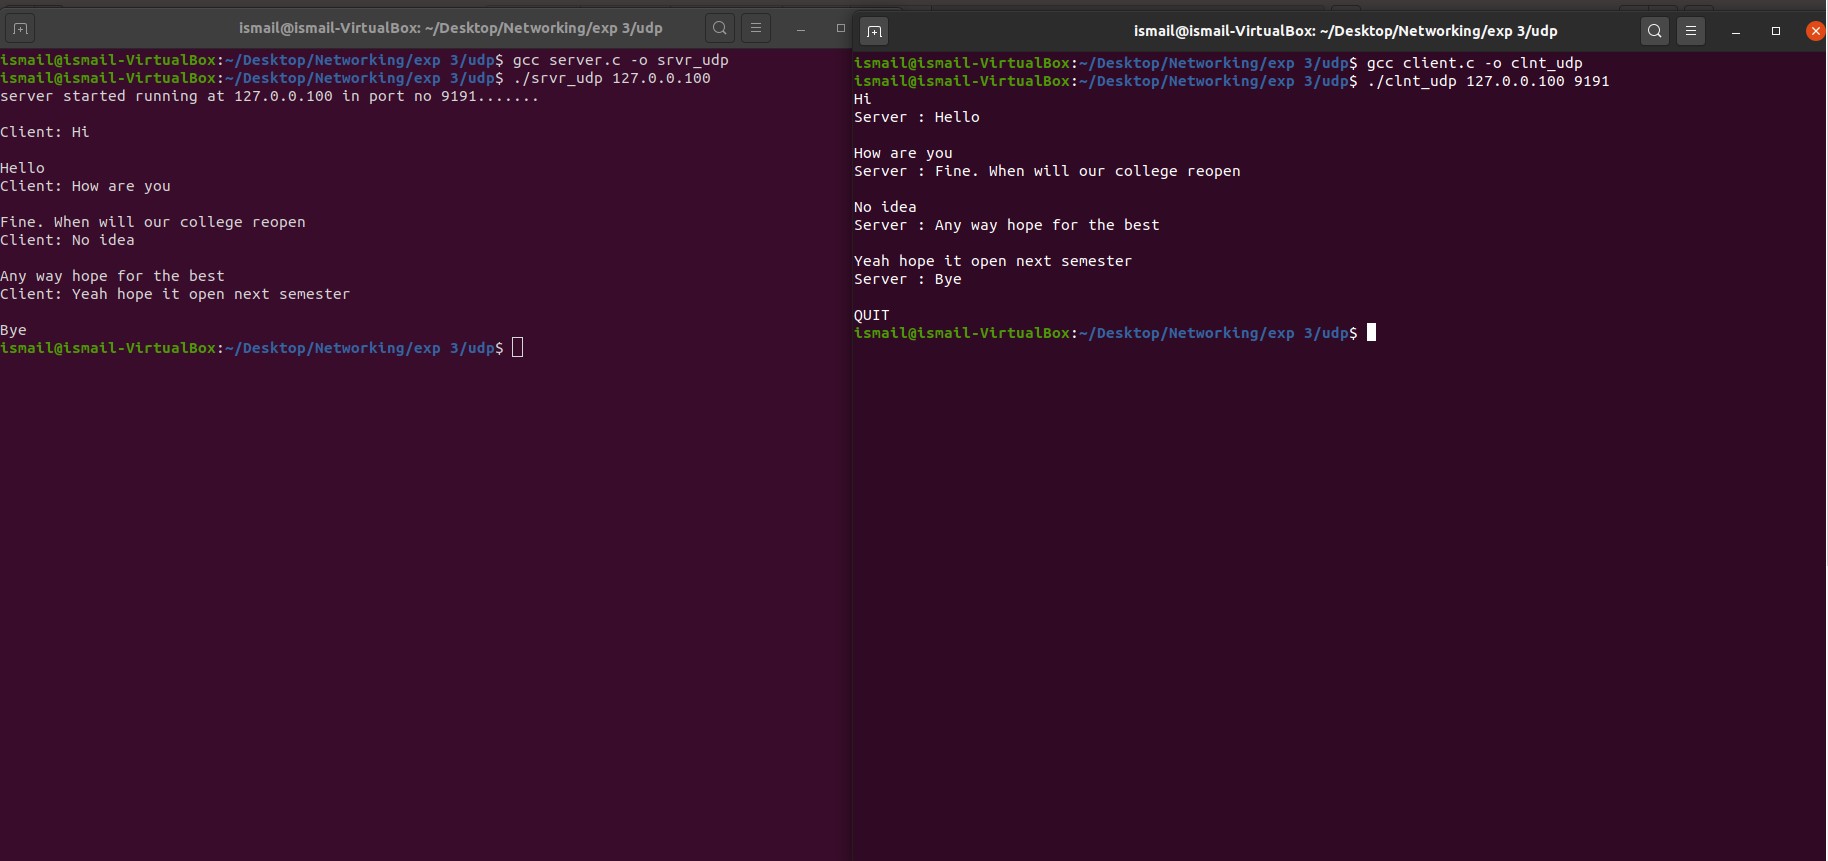 ismail@ismail-VirtualBox: ~/Desktop/Networking/exp 3/udp
ismail@ismail-VirtualBox:~/Desktop/Networking/exp 3/udp$ gcc server.c -o srvr_udp
ismail@ismail-VirtualBox:~/Desktop/Networking/exp 3/udp$ ./srvr_udp 127.0.0.100
server started running at 127.0.0.100 in port no 9191.......
Client: Hi
Hello
Client: How are you
Fine. When will our college reopen
Client: No idea
Any way hope for the best
Client: Yeah hope it open next semester
Bye
ismail@ismail-VirtualBox:~/Desktop/Networking/exp 3/udp$
ismail@ismail-VirtualBox: ~/Desktop/Networking/exp 3/udp
ismail@ismail-VirtualBox:~/Desktop/Networking/exp 3/udp$ gcc client.c -o clnt_udp
ismail@ismail-VirtualBox:~/Desktop/Networking/exp 3/udp$ ./clnt_udp 127.0.0.100 9191
Hi
Server : Hello
How are you
Server : Fine. When will our college reopen
No idea
Server : Any way hope for the best
Yeah hope it open next semester
Server : Bye
QUIT
ismail@ismail-VirtualBox:~/Desktop/Networking/exp 3/udp$